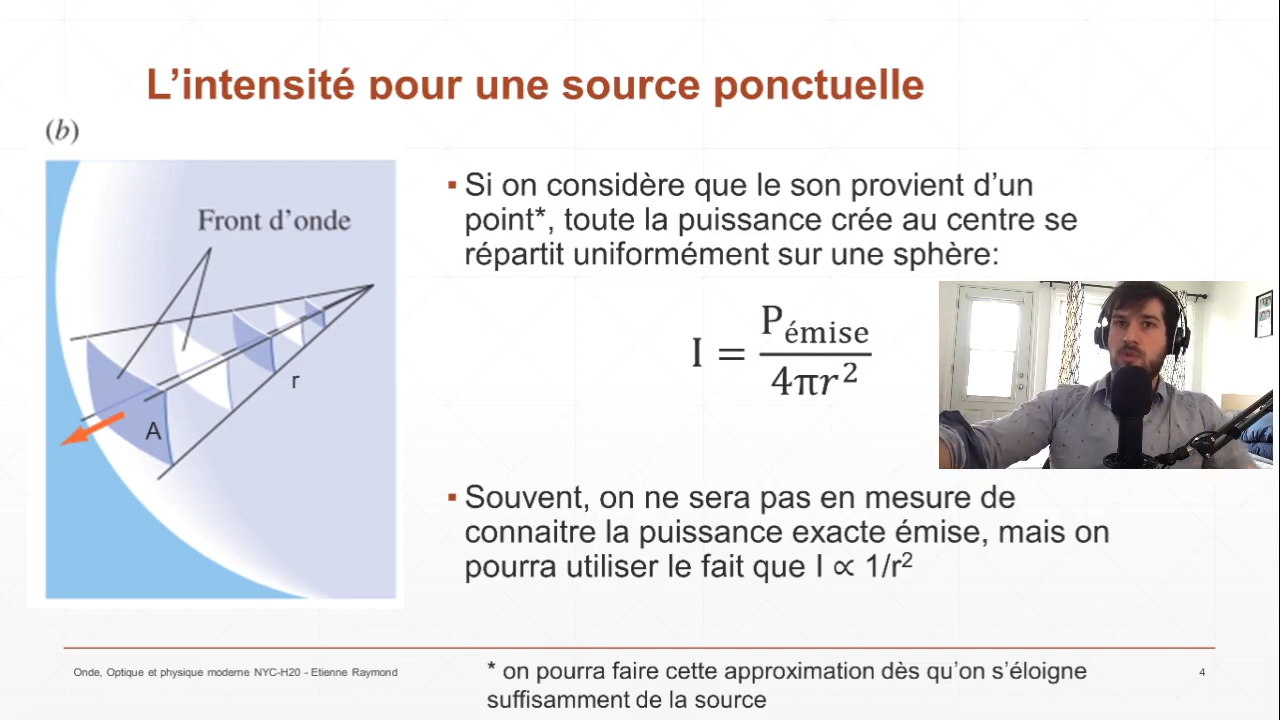 L’intensité pour une source ponctuelle
(b)
Front d’onde
r
A
▪ Si on considère que le son provient d’un
point*, toute la puissance crée au centre se
répartit uniformément sur une sphère:
I = P émise / 4πr²
▪ Souvent, on ne sera pas en mesure de
connaitre la puissance exacte émise, mais on
pourra utiliser le fait que I ∝ 1/r²
Onde, Optique et physique moderne NYC-H20 - Etienne Raymond
* on pourra faire cette approximation dès qu’on s’éloigne
suffisamment de la source
4